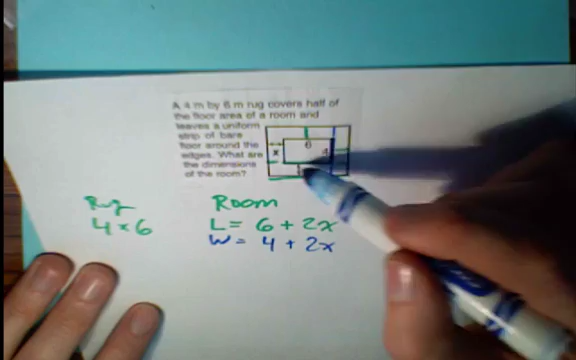 A 4 m by 6 m rug covers half of
the floor area of a room and
leaves a uniform
strip of bare
floor around the
edges. What are
the dimensions
of the room?
6
x
4
Rug
4 × 6
Room
L = 6 + 2x
W = 4 + 2x